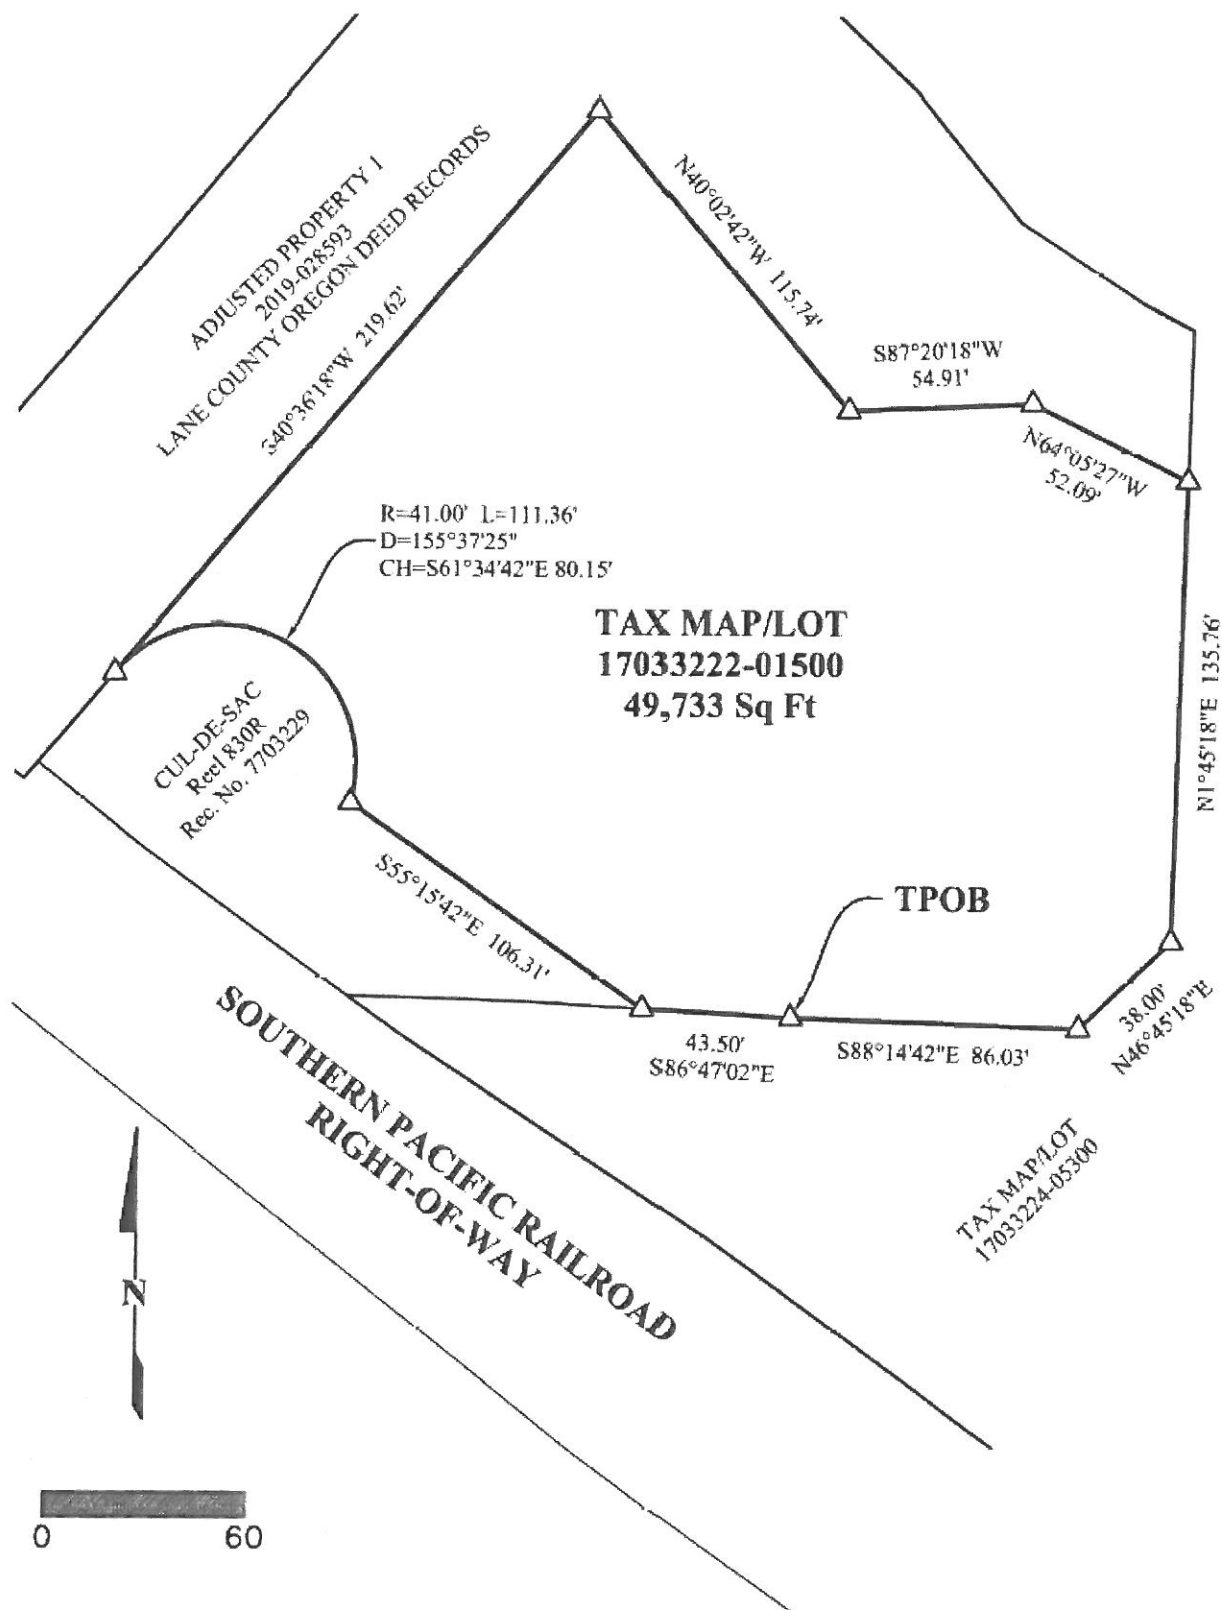 ADJUSTED PROPERTY 1
2019-028593
LANE COUNTY OREGON DEED RECORDS
S40°36'18"W 219.62'
N40°02'42"W 115.74'
S87°20'18"W
54.91'
N64°05'27"W
52.09'
R=41.00' L=111.36'
D=155°37'25"
CH=S61°34'42"E 80.15'
TAX MAP/LOT
17033222-01500
49,733 Sq Ft
N1°45'18"E 135.76'
CUL-DE-SAC
Reel 830R
Rec. No. 7703229
S55°15'42"E 106.31'
TPOB
43.50'
S86°47'02"E
S88°14'42"E 86.03'
38.00'
N46°45'18"E
TAX MAP/LOT
17033224-05300
SOUTHERN PACIFIC RAILROAD
RIGHT-OF-WAY
N
0 60